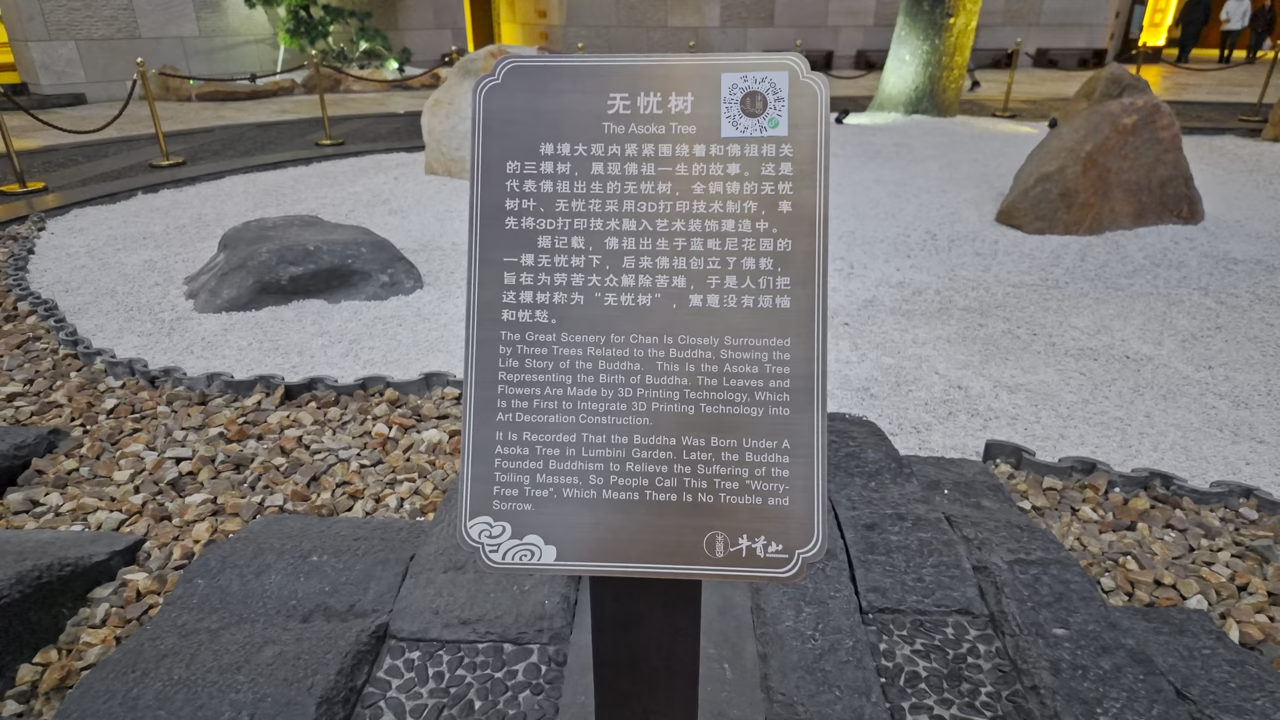 无忧树
The Asoka Tree
禅境大观内紧紧围绕着和佛祖相关
的三棵树，展现佛祖一生的故事。这是
代表佛祖出生的无忧树，全铜铸的无忧
树叶、无忧花采用3D打印技术制作，率
先将3D打印技术融入艺术装饰建造中。
据记载，佛祖出生于蓝毗尼花园的
一棵无忧树下，后来佛祖创立了佛教，
旨在为劳苦大众解除苦难，于是人们把
这棵树称为“无忧树”，寓意没有烦恼
和忧愁。
The Great Scenery for Chan Is Closely Surrounded
by Three Trees Related to the Buddha, Showing the
Life Story of the Buddha. This Is the Asoka Tree
Representing the Birth of Buddha. The Leaves and
Flowers Are Made by 3D Printing Technology, Which
Is the First to Integrate 3D Printing Technology into
Art Decoration Construction.
It Is Recorded That the Buddha Was Born Under A
Asoka Tree in Lumbini Garden. Later, the Buddha
Founded Buddhism to Relieve the Suffering of the
Toiling Masses, So People Call This Tree "Worry-
Free Tree", Which Means There Is No Trouble and
Sorrow.
牛首山